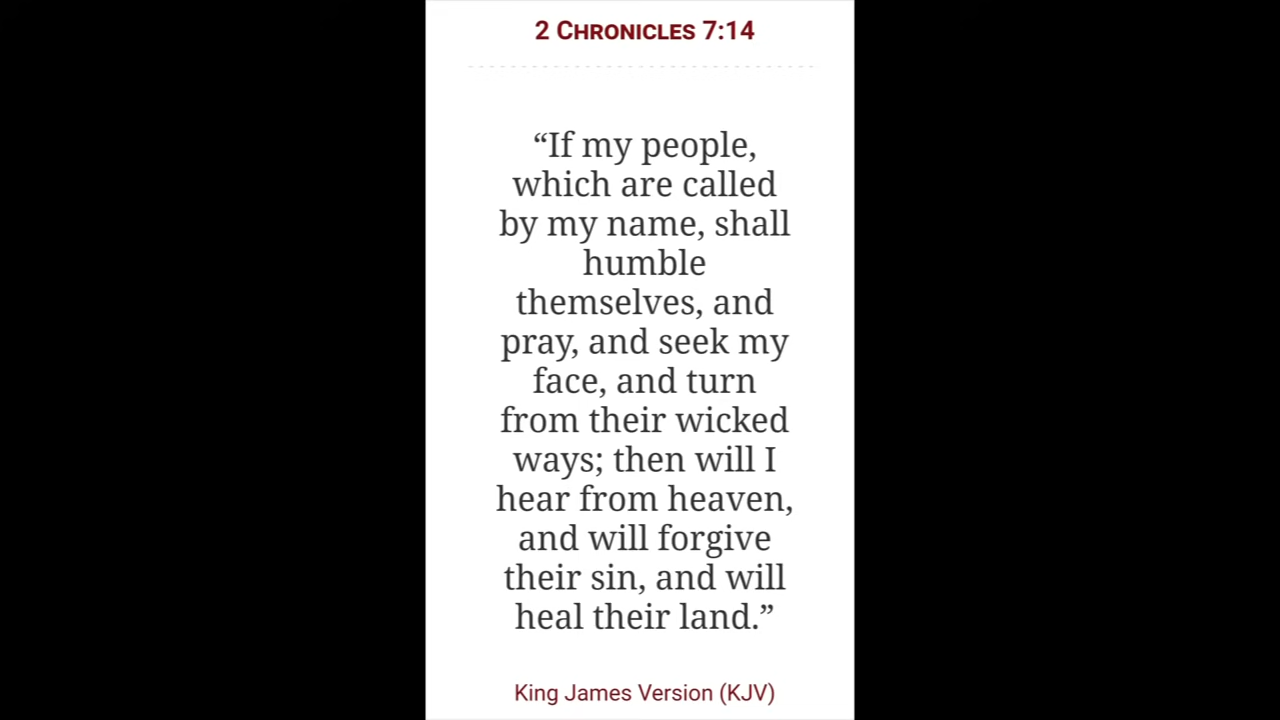 2 Chronicles 7:14
“If my people,
which are called
by my name, shall
humble
themselves, and
pray, and seek my
face, and turn
from their wicked
ways; then will I
hear from heaven,
and will forgive
their sin, and will
heal their land.”
King James Version (KJV)